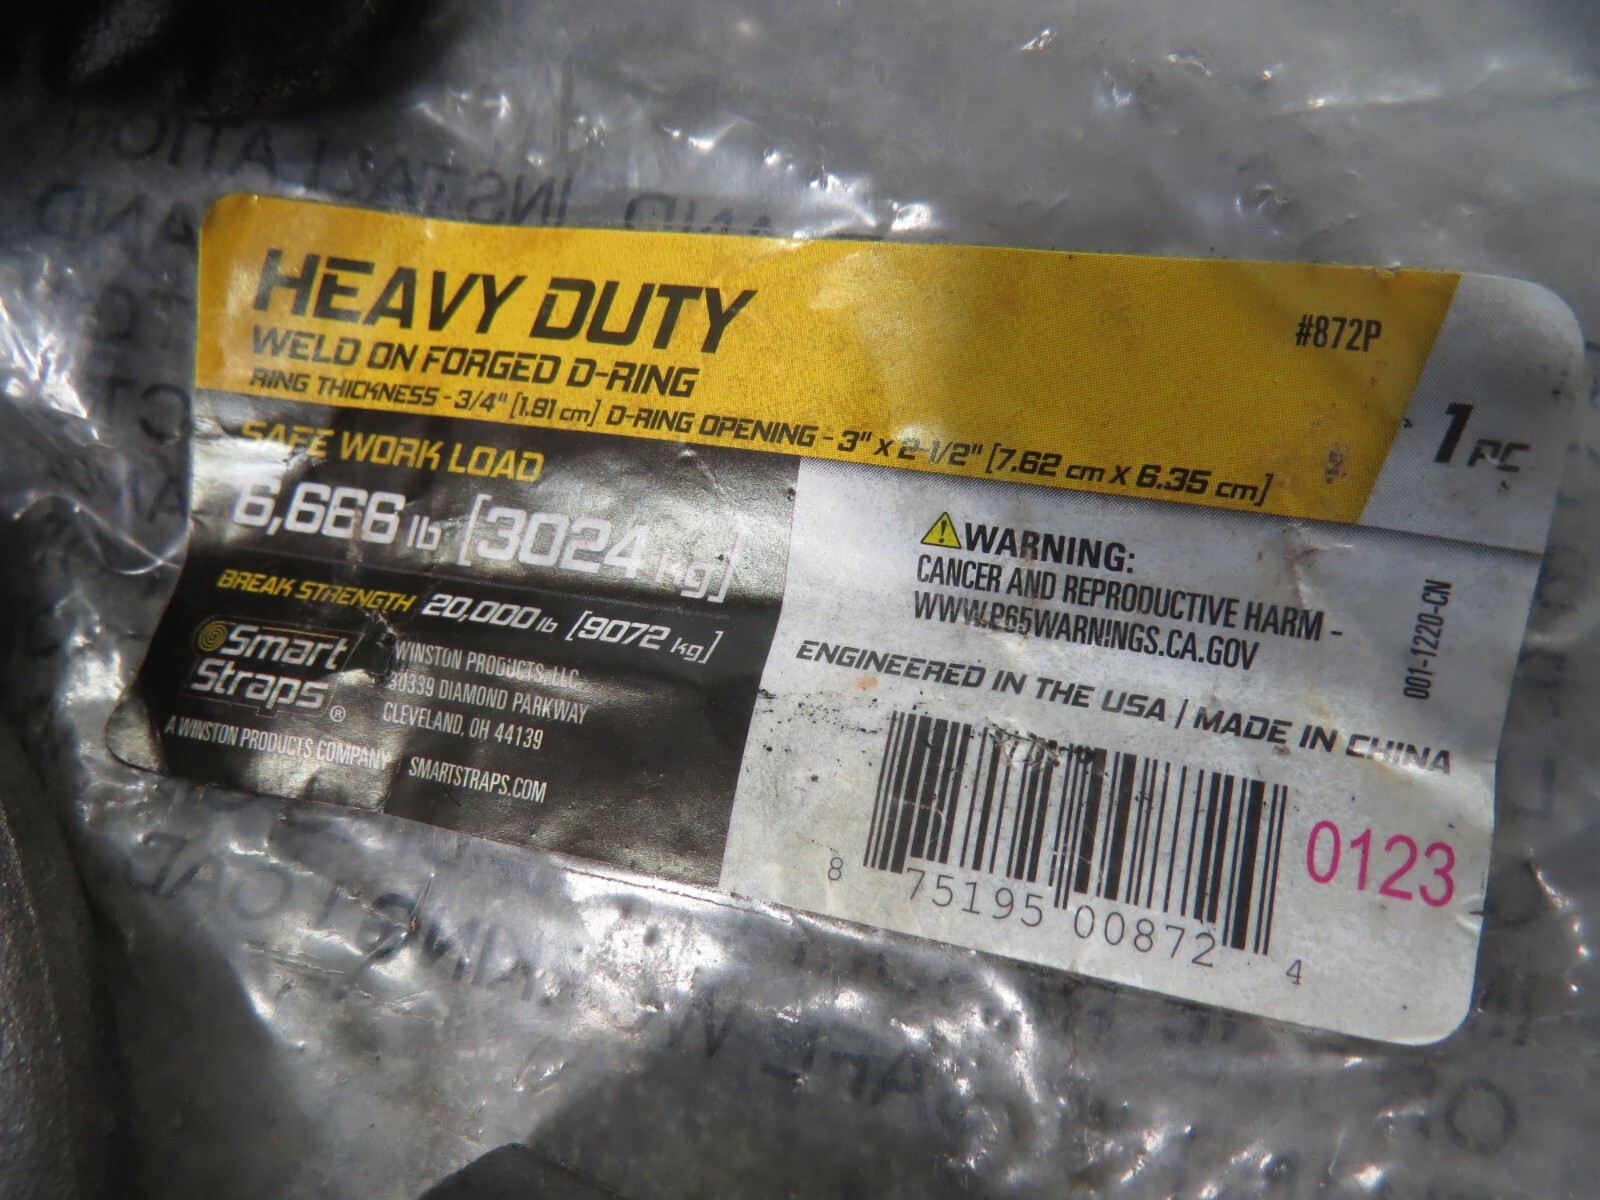 HEAVY DUTY
WELD ON FORGED D-RING
RING THICKNESS - 3/4" [1.91 cm] D-RING OPENING - 3" X 2-1/2" [7.62 cm X 6.35 cm]
#872P
1 PC
SAFE WORK LOAD
6,666 lb [3024 kg]
BREAK STRENGTH 20,000 lb [9072 kg]
Smart
Straps®
A WINSTON PRODUCTS COMPANY
WINSTON PRODUCTS, LLC
30339 DIAMOND PARKWAY
CLEVELAND, OH 44139
SMARTSTRAPS.COM
WARNING:
CANCER AND REPRODUCTIVE HARM -
WWW.P65WARNINGS.CA.GOV
001-1220-CN
ENGINEERED IN THE USA | MADE IN CHINA
8 75195 00872 4
0123
AND INSTALLATION